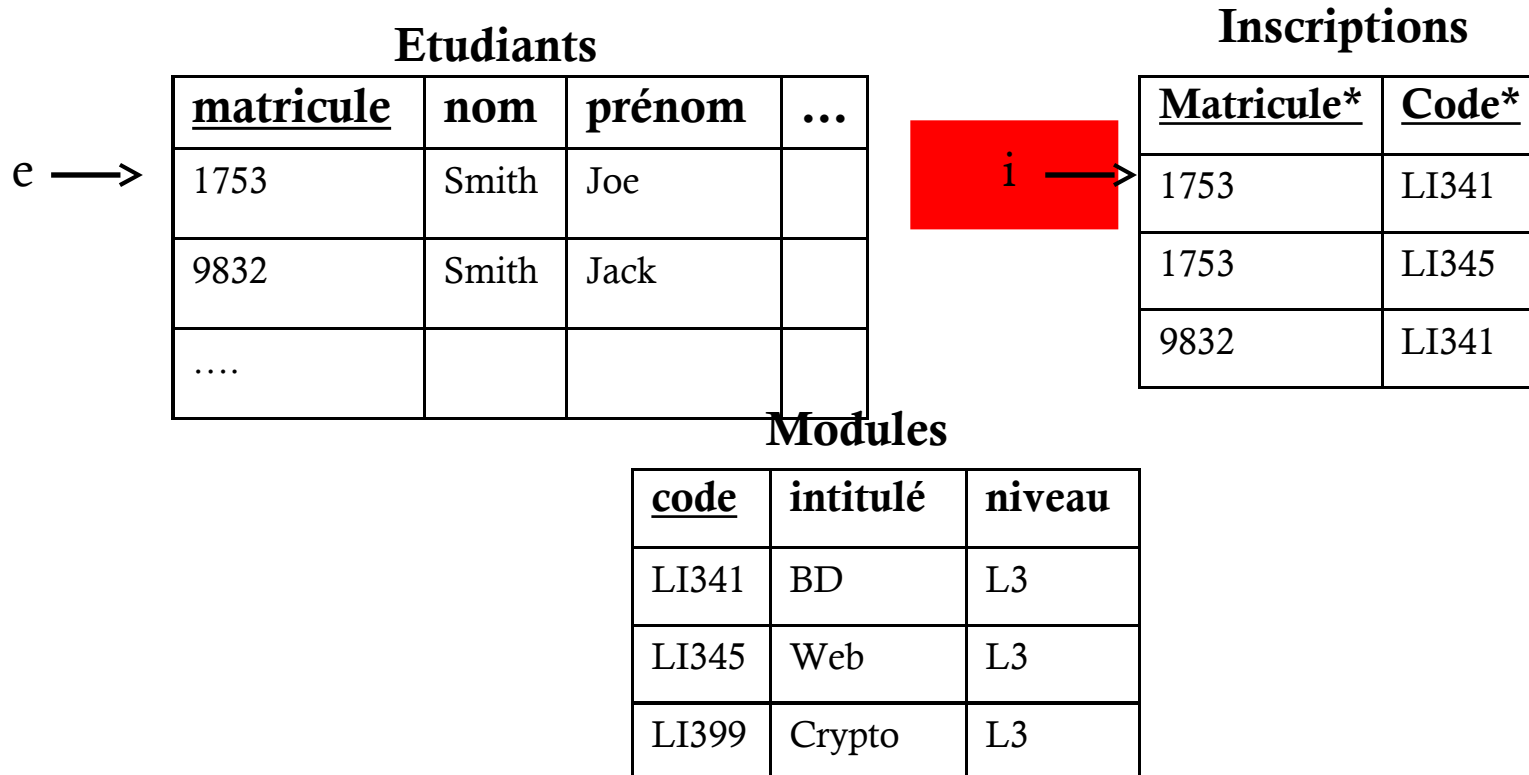 Etudiants
matricule nom prénom ...
e 1753 Smith Joe
9832 Smith Jack
....
Inscriptions
Matricule* Code*
i 1753 LI341
1753 LI345
9832 LI341
Modules
code intitulé niveau
LI341 BD L3
LI345 Web L3
LI399 Crypto L3